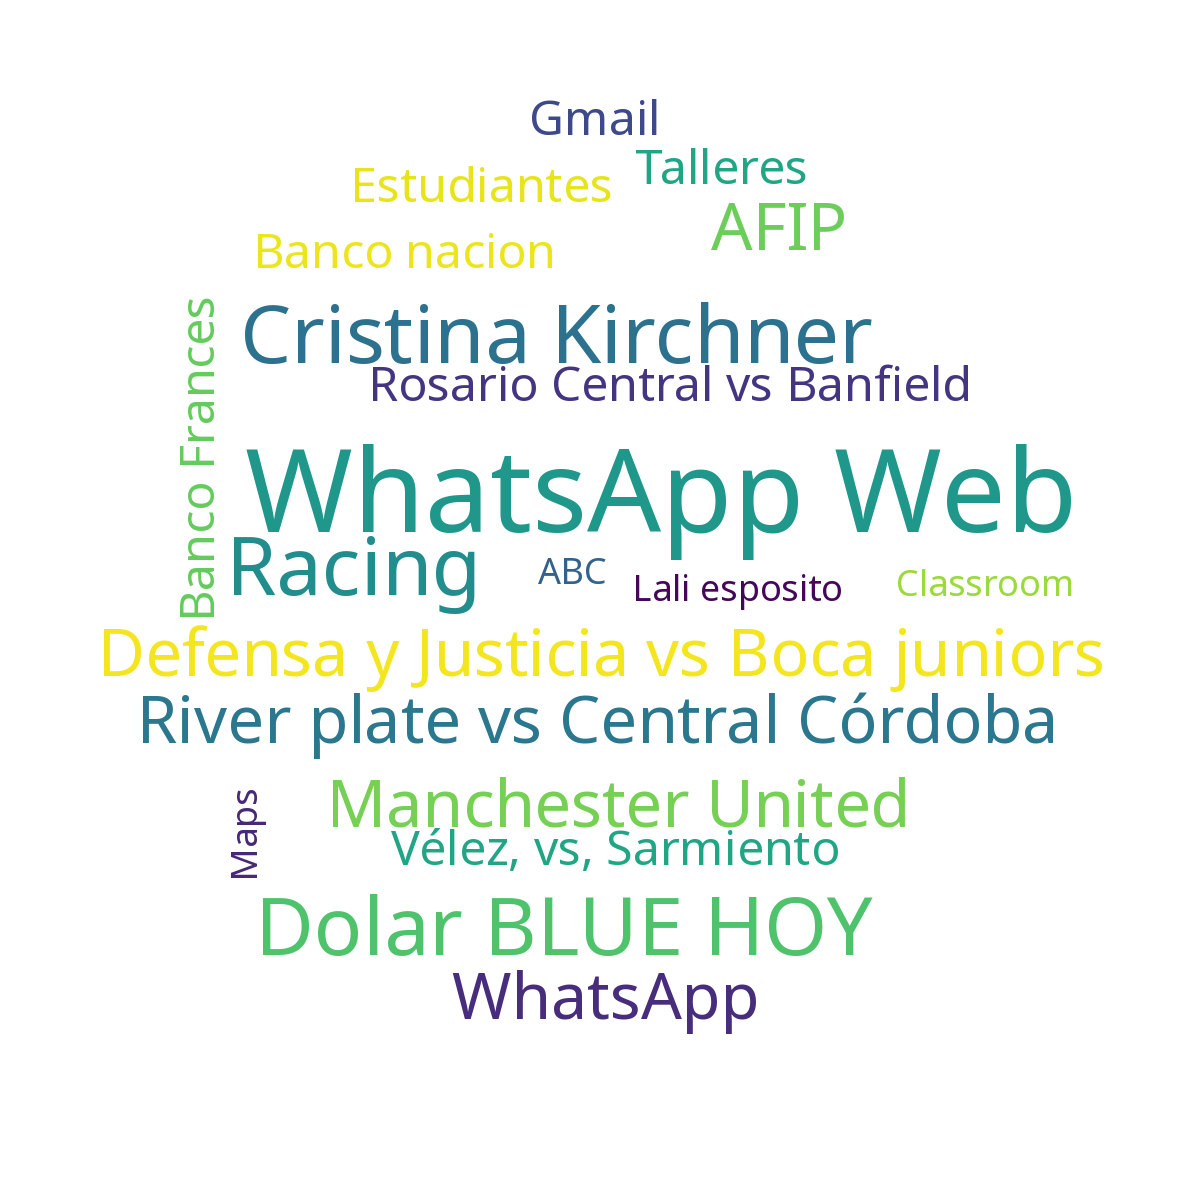 Gmail
Talleres
Estudiantes
AFIP
Banco nacion
Banco Frances
Cristina Kirchner
Rosario Central vs Banfield
WhatsApp Web
Racing
ABC
Lali esposito
Classroom
Defensa y Justicia vs Boca juniors
River plate vs Central Córdoba
Maps
Manchester United
Vélez, vs, Sarmiento
Dolar BLUE HOY
WhatsApp